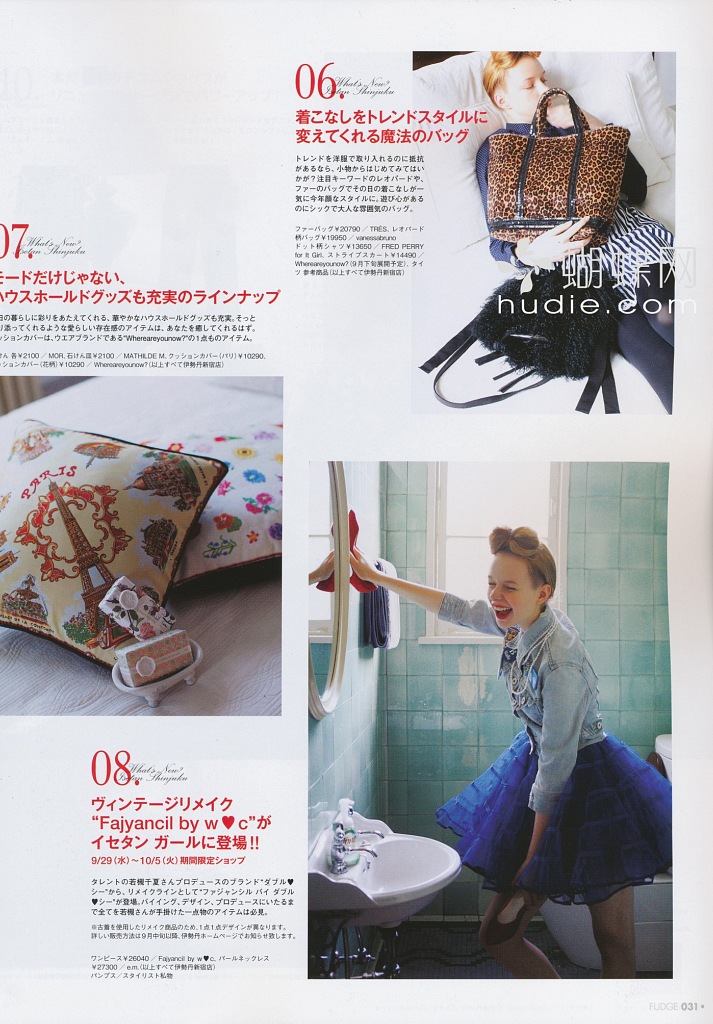 06.
What's New?
Isetan Shinjuku
着こなしをトレンドスタイルに
変えてくれる魔法のバッグ
トレンドを洋服で取り入れるのに抵抗
があるなら、小物からはじめてみてはい
かが？注目キーワードのレオパードや、
ファーのバッグでその日の着こなしが一
気に今年顔なスタイルに。遊び心がある
のにシックで大人な雰囲気のバッグ。
ファーバッグ￥20790 ／ TRÈS、レオパード
柄バッグ￥19950 ／ vanessabruno
ドット柄シャツ￥13650 ／ FRED PERRY
for It Girl、ストライプスカート￥14490 ／
Whereareyounow?（9月下旬展開予定）、タイ
ツ 参考商品（以上すべて伊勢丹新宿店）
蝴蝶网
hudie.com
07
What's New?
Isetan Shinjuku
モードだけじゃない、
ハウスホールドグッズも充実のラインナップ
日の暮らしに彩りをあたえてくれる、華やかなハウスホールドグッズも充実。そっと
り添ってくれるような愛らしい存在感のアイテムは、あなたを癒してくれるはず。
ッションカバーは、ウエアブランドである“Whereareyounow?”の1点ものアイテム。
けん 各￥2100 ／ MOR、石けん皿￥2100 ／ MATHILDE M、クッションカバー（パリ）￥10290、
ッションカバー（花柄）￥10290 ／ Whereareyounow?（以上すべて伊勢丹新宿店）
PARIS
08.
What's New?
Isetan Shinjuku
ヴィンテージリメイク
“Fajyancil by w♥c”が
イセタン ガールに登場!!
9/29（水）〜10/5（火）期間限定ショップ
タレントの若槻千夏さんプロデュースのブランド“ダブル♥
シー”から、リメイクラインとして“ファジャンシル バイ ダブル
♥シー”が登場。バイイング、デザイン、プロデュースにいたるま
で全てを若槻さんが手掛けた一点物のアイテムは必見。
※古着を使用したリメイク商品のため、1点1点デザインが異なります。
詳しい販売方法は9月中旬以降、伊勢丹ホームページでお知らせ致します。
ワンピース￥26040 ／ Fajyancil by w♥c、パールネックレス
￥27300 ／ e.m.（以上すべて伊勢丹新宿店）
パンプス／スタイリスト私物
FUDGE 031